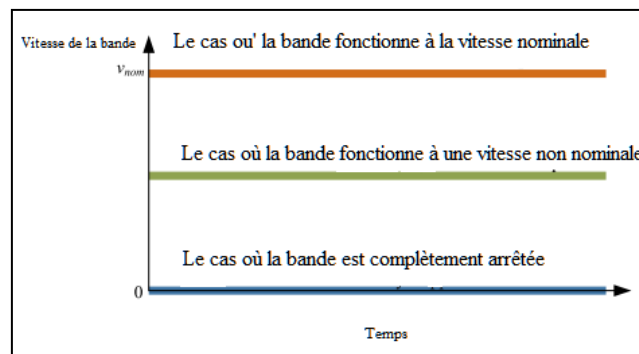 Vitesse de la bande
Le cas ou' la bande fonctionne à la vitesse nominale
vnom
Le cas où la bande fonctionne à une vitesse non nominale
Le cas où la bande est complètement arrêtée
0
Temps